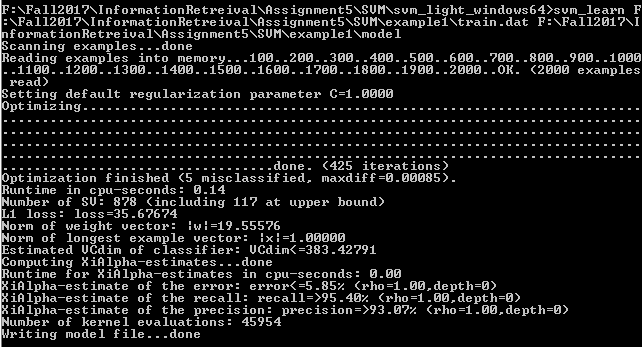 F:\Fall2017\InformationRetreival\Assignment5\SVM\svm_light_windows64>svm_learn F
:\Fall2017\InformationRetreival\Assignment5\SVM\example1\train.dat F:\Fall2017\I
nformationRetreival\Assignment5\SVM\example1\model
Scanning examples...done
Reading examples into memory...100..200..300..400..500..600..700..800..900..1000
..1100..1200..1300..1400..1500..1600..1700..1800..1900..2000..OK. (2000 examples
 read)
Setting default regularization parameter C=1.0000
Optimizing......................................................................
................................................................................
................................................................................
................................................................................
................................................................................
..................................done. (425 iterations)
Optimization finished (5 misclassified, maxdiff=0.00085).
Runtime in cpu-seconds: 0.14
Number of SV: 878 (including 117 at upper bound)
L1 loss: loss=35.67674
Norm of weight vector: |w|=19.55576
Norm of longest example vector: |x|=1.00000
Estimated VCdim of classifier: VCdim<=383.42791
Computing XiAlpha-estimates...done
Runtime for XiAlpha-estimates in cpu-seconds: 0.00
XiAlpha-estimate of the error: error<=5.85% (rho=1.00,depth=0)
XiAlpha-estimate of the recall: recall=>95.40% (rho=1.00,depth=0)
XiAlpha-estimate of the precision: precision=>93.07% (rho=1.00,depth=0)
Number of kernel evaluations: 45954
Writing model file...done